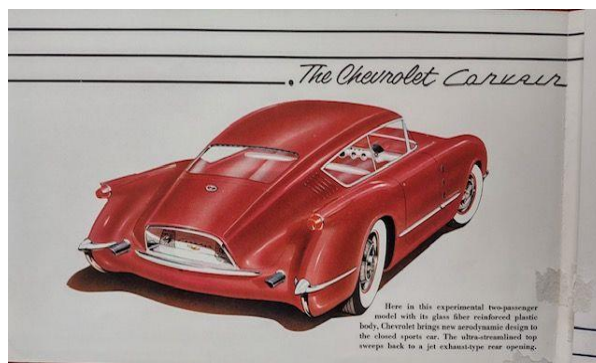 The Chevrolet Corvair
Here in this experimental two-passenger
model with its glass fiber reinforced plastic
body, Chevrolet brings new aerodynamic design to
the closed sports car. The ultra-streamlined top
sweeps back to a jet exhaust-type rear opening.